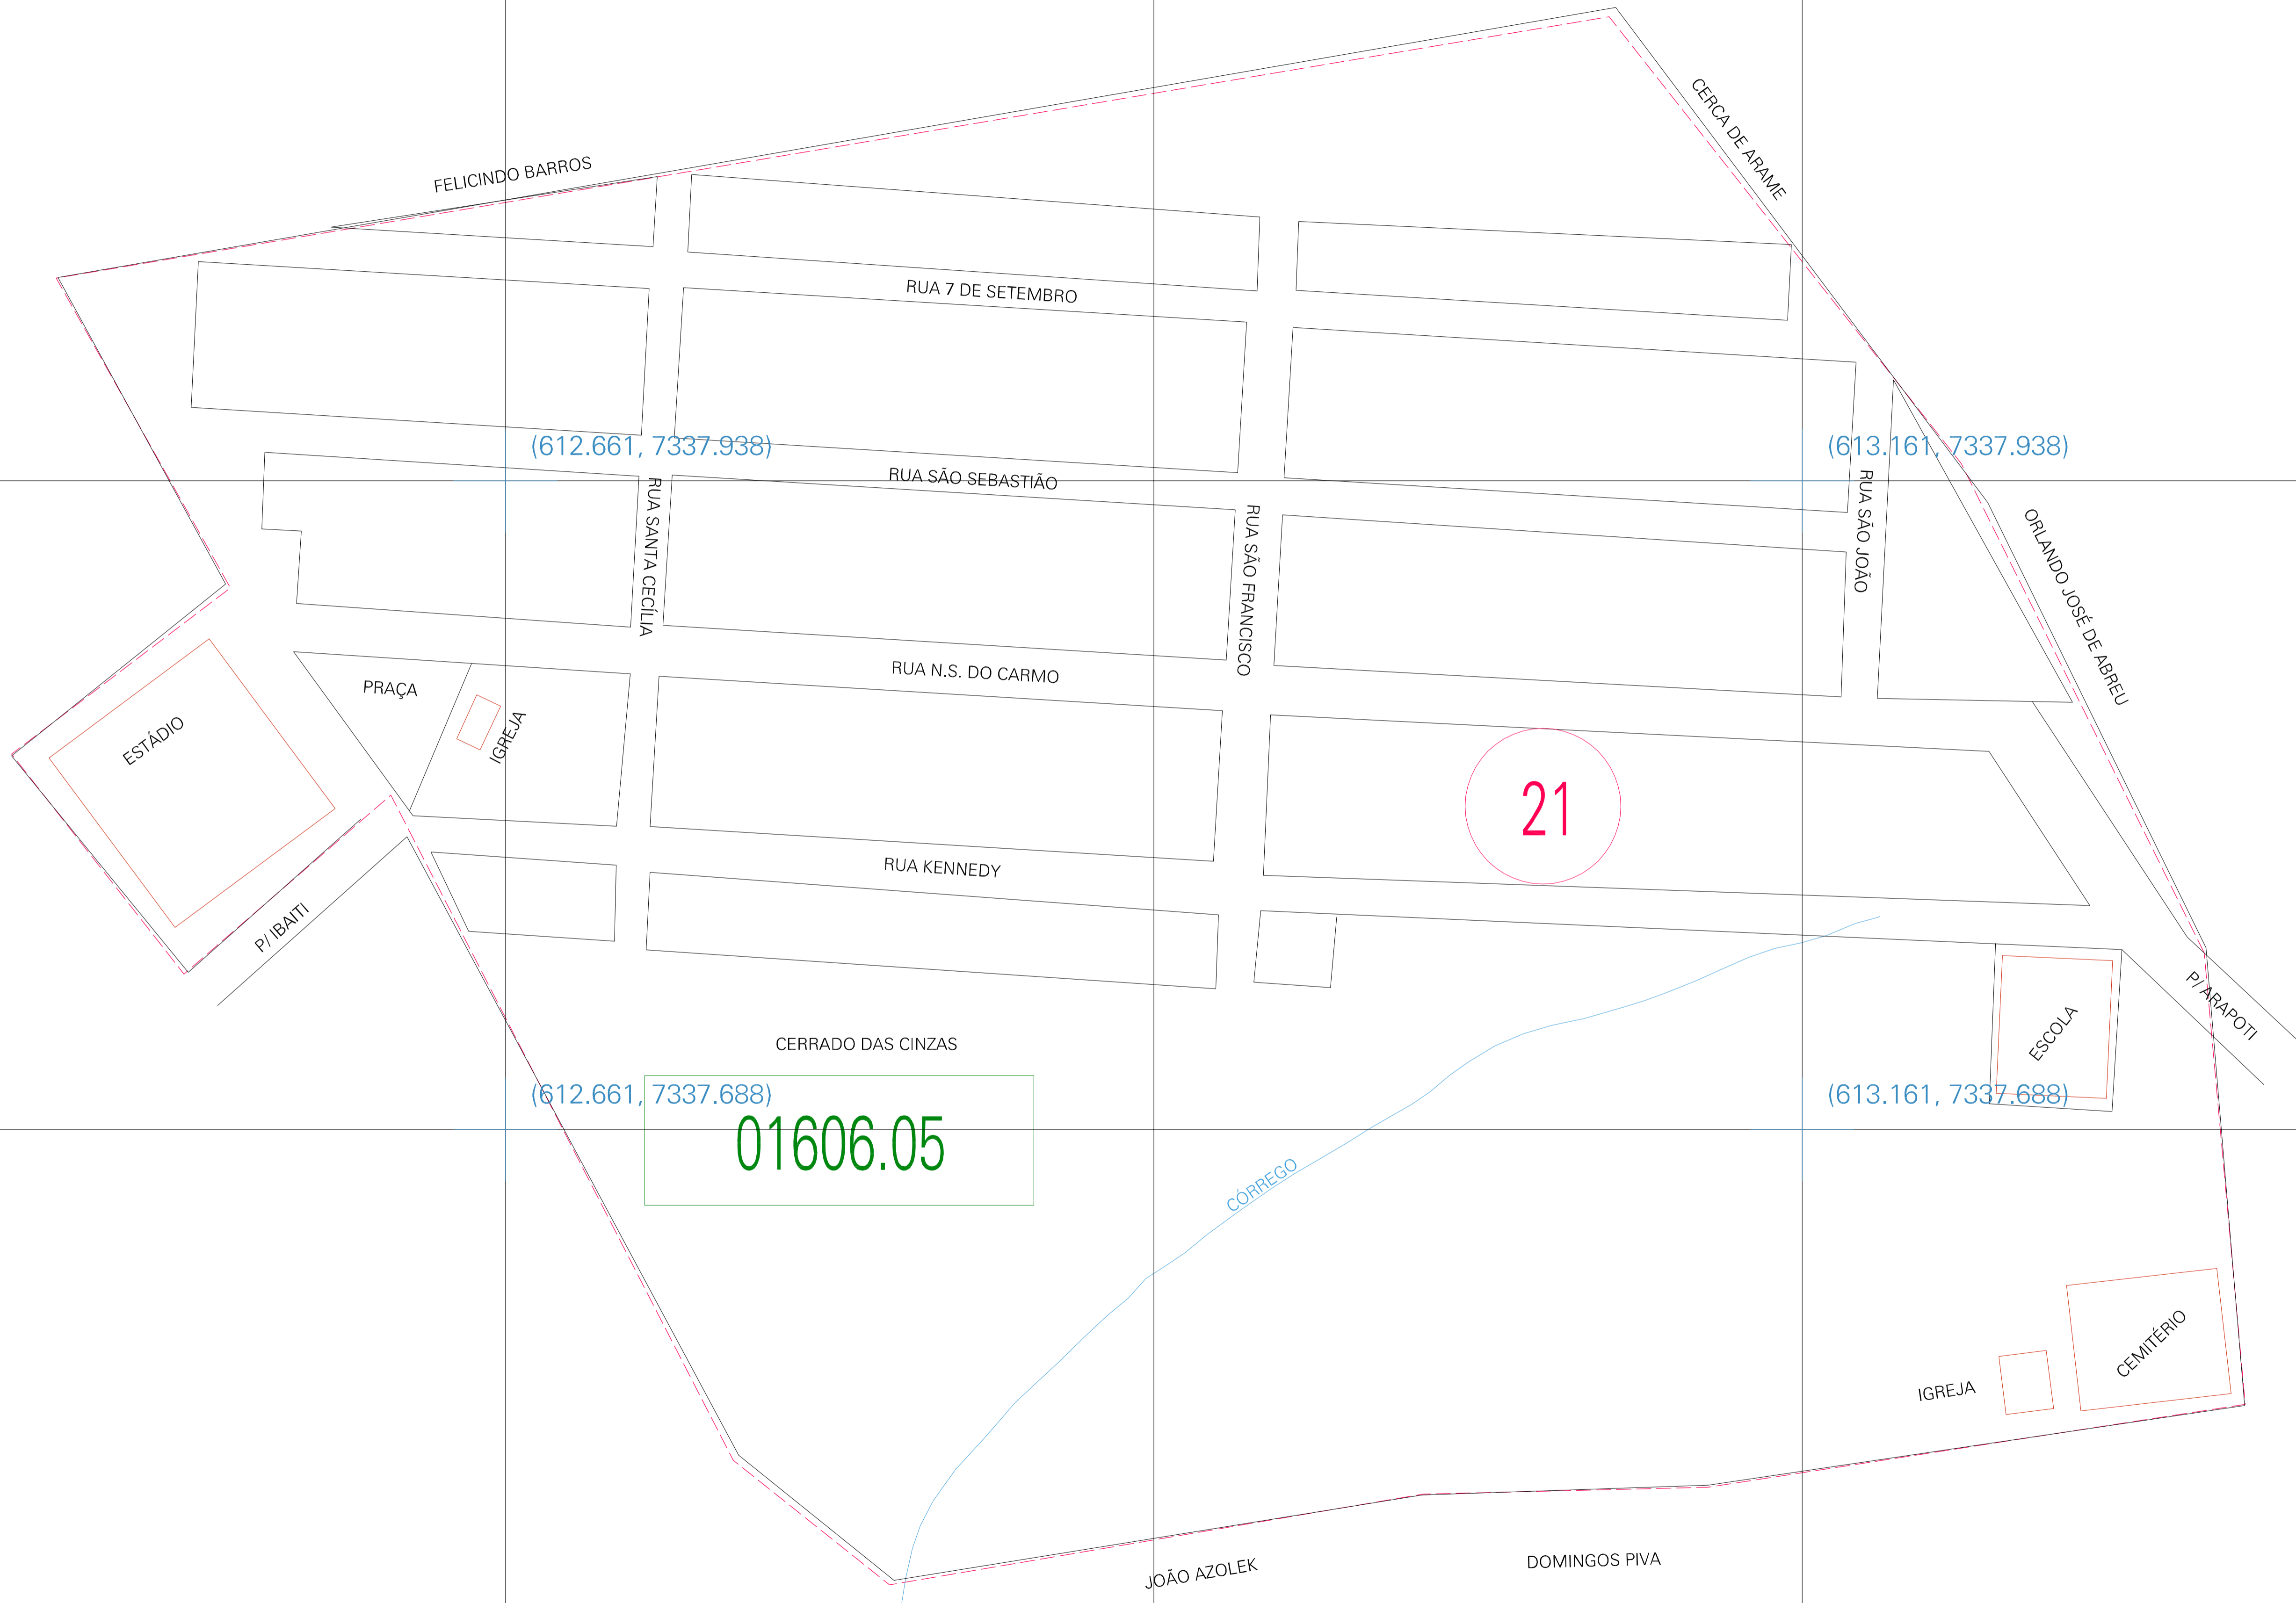 CERCA DE ARAME
FELICINDO BARROS
RUA 7 DE SETEMBRO
(612.661, 7337.938)
(613.161, 7337.938)
RUA SÃO SEBASTIÃO
RUA SANTA CECÍLIA
RUA SÃO FRANCISCO
RUA SÃO JOÃO
ORLANDO JOSÉ DE ABREU
RUA N.S. DO CARMO
PRAÇA
IGREJA
ESTÁDIO
21
RUA KENNEDY
P/ IBAITI
P/ ARAPOTI
ESCOLA
CERRADO DAS CINZAS
(612.661, 7337.688)
(613.161, 7337.688)
01606.05
CÓRREGO
CEMITÉRIO
IGREJA
JOÃO AZOLEK
DOMINGOS PIVA